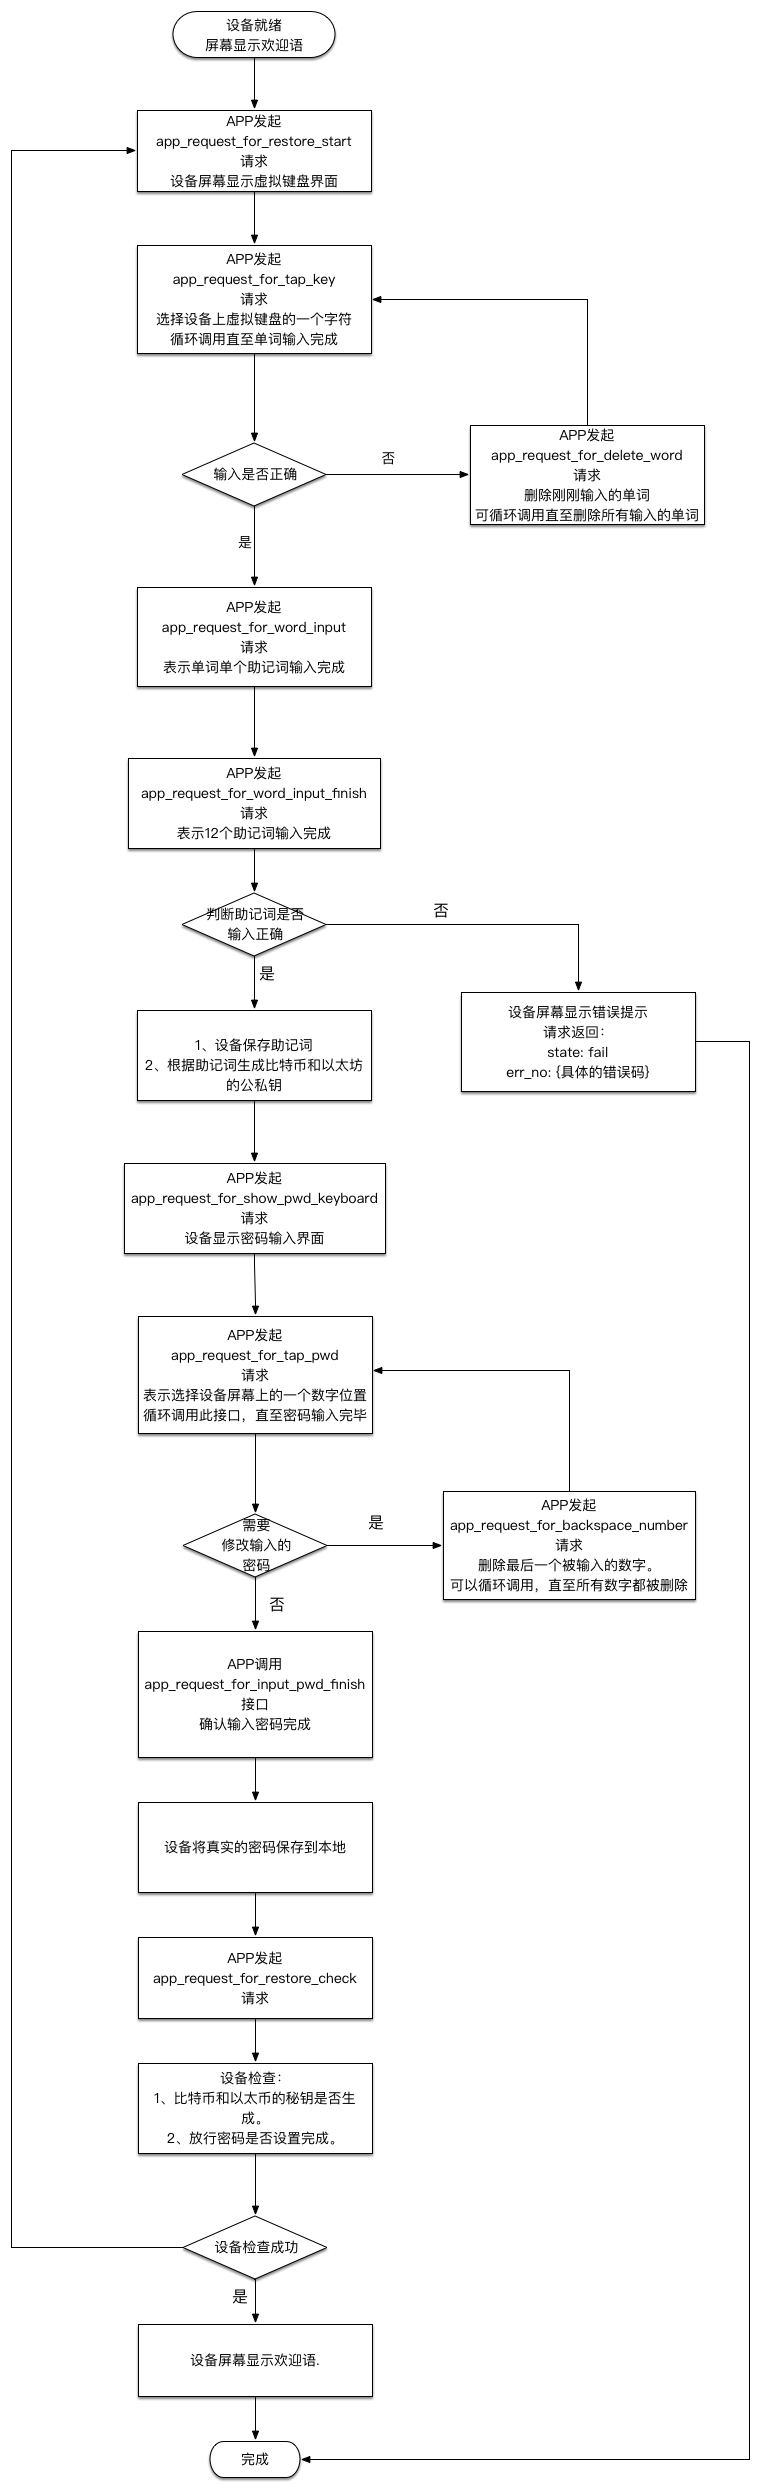 设备就绪
屏幕显示欢迎语
APP发起
app_request_for_restore_start
请求
设备屏幕显示虚拟键盘界面
APP发起
app_request_for_tap_key
请求
选择设备上虚拟键盘的一个字符
循环调用直至单词输入完成
输入是否正确
否
APP发起
app_request_for_delete_word
请求
删除刚刚输入的单词
可循环调用直至删除所有输入的单词
是
APP发起
app_request_for_word_input
请求
表示单词单个助记词输入完成
APP发起
app_request_for_word_input_finish
请求
表示12个助记词输入完成
判断助记词是否
输入正确
否
是
设备屏幕显示错误提示
请求返回：
state: fail
err_no: {具体的错误码}
1、设备保存助记词
2、根据助记词生成比特币和以太坊
的公私钥
APP发起
app_request_for_show_pwd_keyboard
请求
设备显示密码输入界面
APP发起
app_request_for_tap_pwd
请求
表示选择设备屏幕上的一个数字位置
循环调用此接口，直至密码输入完毕
需要
修改输入的
密码
是
APP发起
app_request_for_backspace_number
请求
删除最后一个被输入的数字。
可以循环调用，直至所有数字都被删除
否
APP调用
app_request_for_input_pwd_finish
接口
确认输入密码完成
设备将真实的密码保存到本地
APP发起
app_request_for_restore_check
请求
设备检查：
1、比特币和以太币的秘钥是否生
成。
2、放行密码是否设置完成。
设备检查成功
是
设备屏幕显示欢迎语.
完成